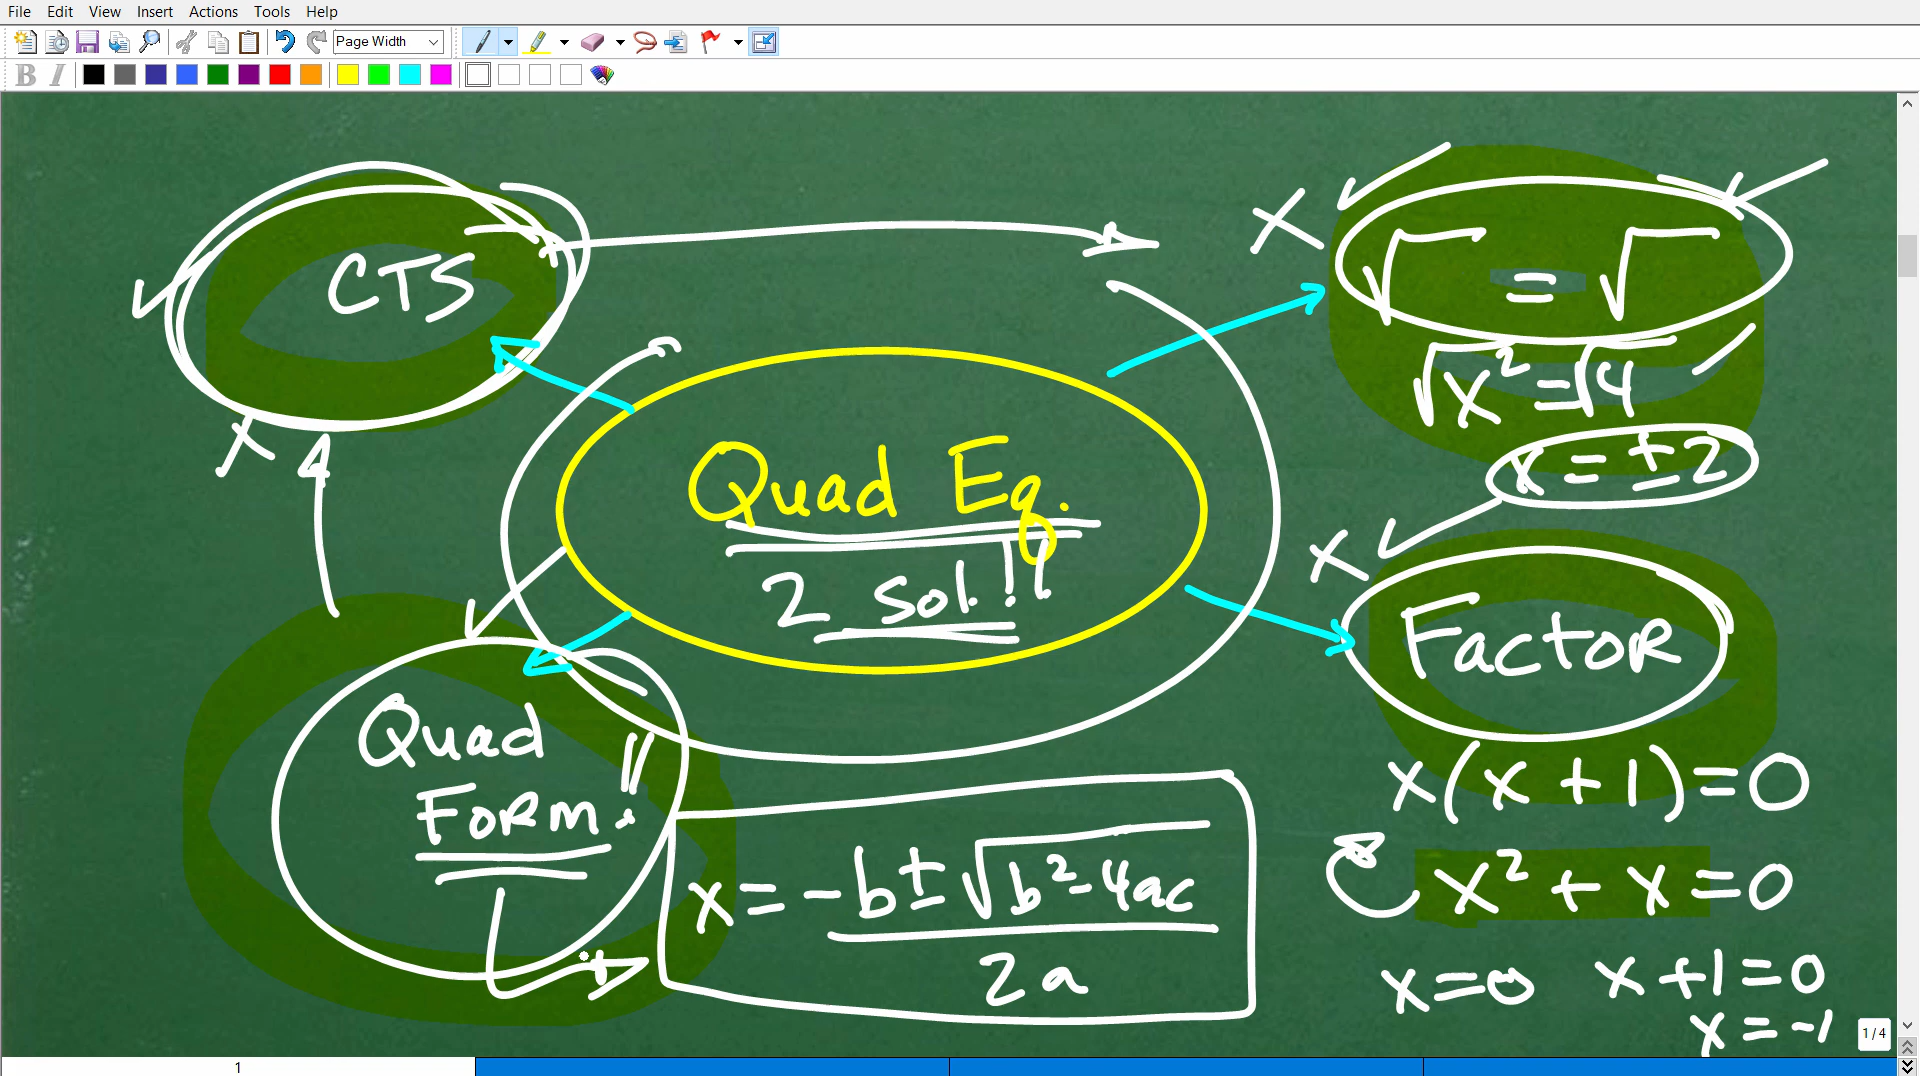 File Edit View Insert Actions Tools Help
Page Width
B I
CTS
√ = √
√x² = √4
x = ±2
Quad Eq.
2 Sol.!!
Factor
x(x + 1) = 0
x² + x = 0
x = 0 x + 1 = 0
x = -1
Quad
Form.!!
x = -b ± √b² - 4ac
2a
1 / 4
1